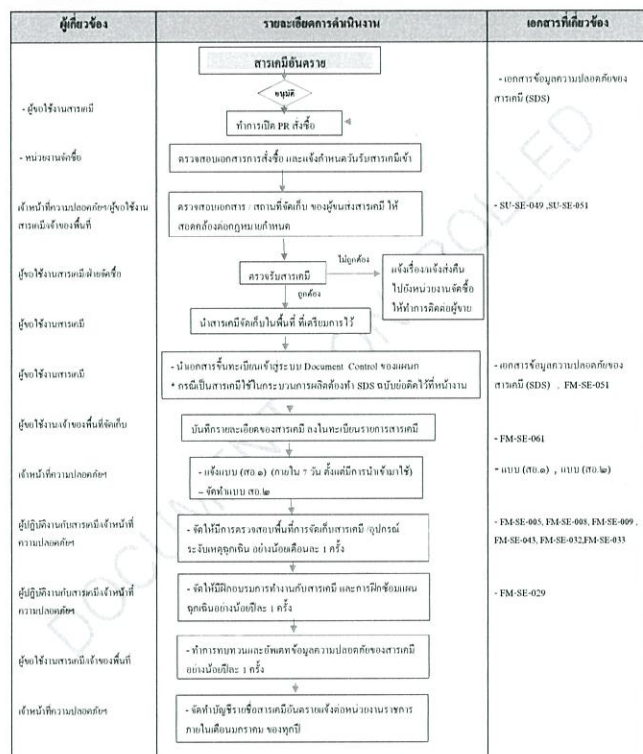 ผู้เกี่ยวข้อง
รายละเอียดการดำเนินงาน
เอกสารที่เกี่ยวข้อง
สารเคมีอันตราย
อนุมัติ
- เอกสารข้อมูลความปลอดภัยของ
สารเคมี (SDS)
- ผู้ขอใช้งานสารเคมี
ทำการเปิด PR สั่งซื้อ
- หน่วยงานจัดซื้อ
ตรวจสอบเอกสารการสั่งซื้อ และแจ้งกำหนดวันรับสารเคมีเข้า
เจ้าหน้าที่ความปลอดภัยฯ/ผู้ขอใช้งาน
สารเคมี/เจ้าของพื้นที่
ตรวจสอบเอกสาร / สถานที่จัดเก็บ ของผู้ขนส่งสารเคมี ให้
สอดคล้องต่อกฎหมายกำหนด
- SU-SE-049 ,SU-SE-051
ผู้ขอใช้งานสารเคมี/ฝ่ายจัดซื้อ
ตรวจรับสารเคมี
ไม่ถูกต้อง
แจ้งเรื่อง/แจ้งส่งคืน
ไปยังหน่วยงานจัดซื้อ
ให้ทำการติดต่อผู้ขาย
ถูกต้อง
ผู้ขอใช้งานสารเคมี
นำสารเคมีจัดเก็บในพื้นที่ ที่เตรียมการไว้
ผู้ขอใช้งานสารเคมี
- นำเอกสารขึ้นทะเบียนเข้าสู่ระบบ Document Control ของแผนก
* กรณีเป็นสารเคมีใช้ในกระบวนการผลิตต้องทำ SDS ฉบับย่อติดไว้ที่หน้างาน
- เอกสารข้อมูลความปลอดภัยของ
สารเคมี (SDS) , FM-SE-051
ผู้ขอใช้งาน/เจ้าของพื้นที่จัดเก็บ
บันทึกรายละเอียดของสารเคมี ลงในทะเบียนรายการสารเคมี
- FM-SE-061
เจ้าหน้าที่ความปลอดภัยฯ
- แจ้งแบบ (สอ.๑) (ภายใน 7 วัน ตั้งแต่มีการนำเข้ามาใช้)
– จัดทำแบบ สอ.๒
- แบบ (สอ.๑) , แบบ (สอ.๒)
ผู้ปฏิบัติงานกับสารเคมี/เจ้าหน้าที่
ความปลอดภัยฯ
- จัดให้มีการตรวจสอบพื้นที่การจัดเก็บสารเคมี /อุปกรณ์
ระงับเหตุฉุกเฉิน อย่างน้อยเดือนละ 1 ครั้ง
- FM-SE-005, FM-SE-008, FM-SE-009 ,
FM-SE-043, FM-SE-032,FM-SE-033
ผู้ปฏิบัติงานกับสารเคมี/เจ้าหน้าที่
ความปลอดภัยฯ
- จัดให้มีฝึกอบรมการทำงานกับสารเคมี และการฝึกซ้อมแผน
ฉุกเฉินอย่างน้อยปีละ 1 ครั้ง
- FM-SE-029
ผู้ขอใช้งานสารเคมี/เจ้าของพื้นที่
- ทำการทบทวนและอัพเดทข้อมูลความปลอดภัยของสารเคมี
อย่างน้อยปีละ 1 ครั้ง
เจ้าหน้าที่ความปลอดภัยฯ
- จัดทำบัญชีรายชื่อสารเคมีอันตรายแจ้งต่อหน่วยงานราชการ
ภายในเดือนมกราคม ของทุกปี
DOCUMENT CONTROLLED